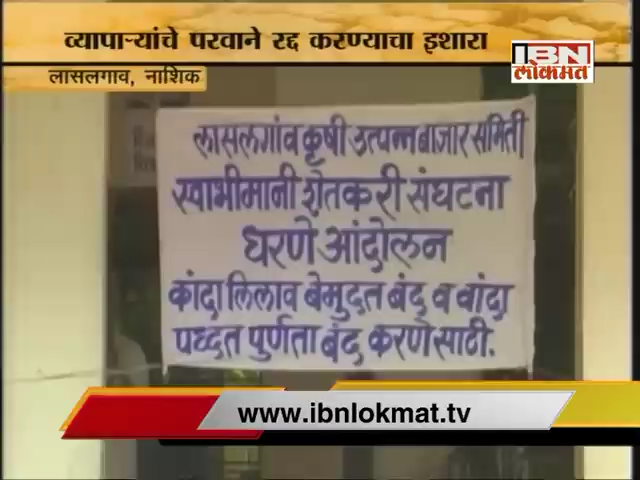 व्यापाऱ्यांचे परवाने रद्द करण्याचा इशारा
IBN
लोकमत
लासलगाव, नाशिक
लासलगांव कृषी उत्पन्न बाजार समिती
स्वाभीमानी शेतकरी संघटना
धरणे आंदोलन
कांदा लिलाव बेमुदत बंद व वांदा
पध्दत पुर्णता बंद करणेसाठी.
www.ibnlokmat.tv